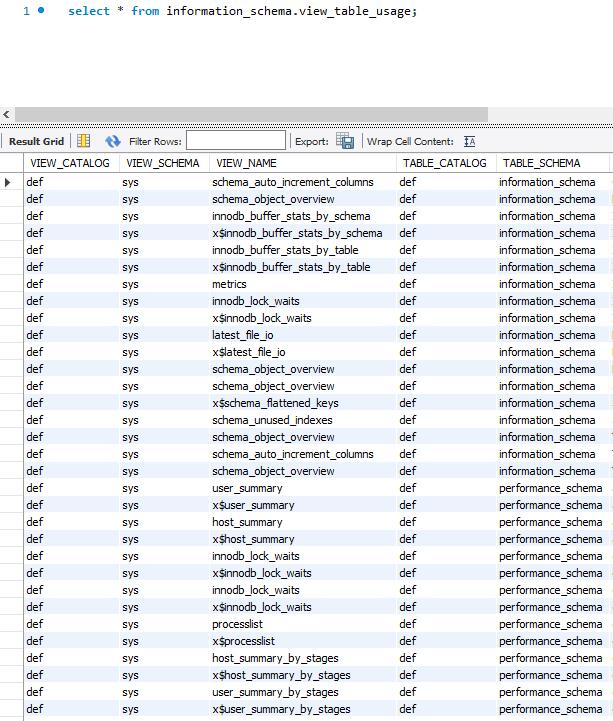 1 select * from information_schema.view_table_usage;
Result Grid Filter Rows: Export: Wrap Cell Content:
VIEW_CATALOG VIEW_SCHEMA VIEW_NAME TABLE_CATALOG TABLE_SCHEMA
def sys schema_auto_increment_columns def information_schema
def sys schema_object_overview def information_schema
def sys innodb_buffer_stats_by_schema def information_schema
def sys x$innodb_buffer_stats_by_schema def information_schema
def sys innodb_buffer_stats_by_table def information_schema
def sys x$innodb_buffer_stats_by_table def information_schema
def sys metrics def information_schema
def sys innodb_lock_waits def information_schema
def sys x$innodb_lock_waits def information_schema
def sys latest_file_io def information_schema
def sys x$latest_file_io def information_schema
def sys schema_object_overview def information_schema
def sys schema_object_overview def information_schema
def sys x$schema_flattened_keys def information_schema
def sys schema_unused_indexes def information_schema
def sys schema_object_overview def information_schema
def sys schema_auto_increment_columns def information_schema
def sys schema_object_overview def information_schema
def sys user_summary def performance_schema
def sys x$user_summary def performance_schema
def sys host_summary def performance_schema
def sys x$host_summary def performance_schema
def sys innodb_lock_waits def performance_schema
def sys x$innodb_lock_waits def performance_schema
def sys innodb_lock_waits def performance_schema
def sys x$innodb_lock_waits def performance_schema
def sys processlist def performance_schema
def sys x$processlist def performance_schema
def sys host_summary_by_stages def performance_schema
def sys x$host_summary_by_stages def performance_schema
def sys user_summary_by_stages def performance_schema
def sys x$user_summary_by_stages def performance_schema